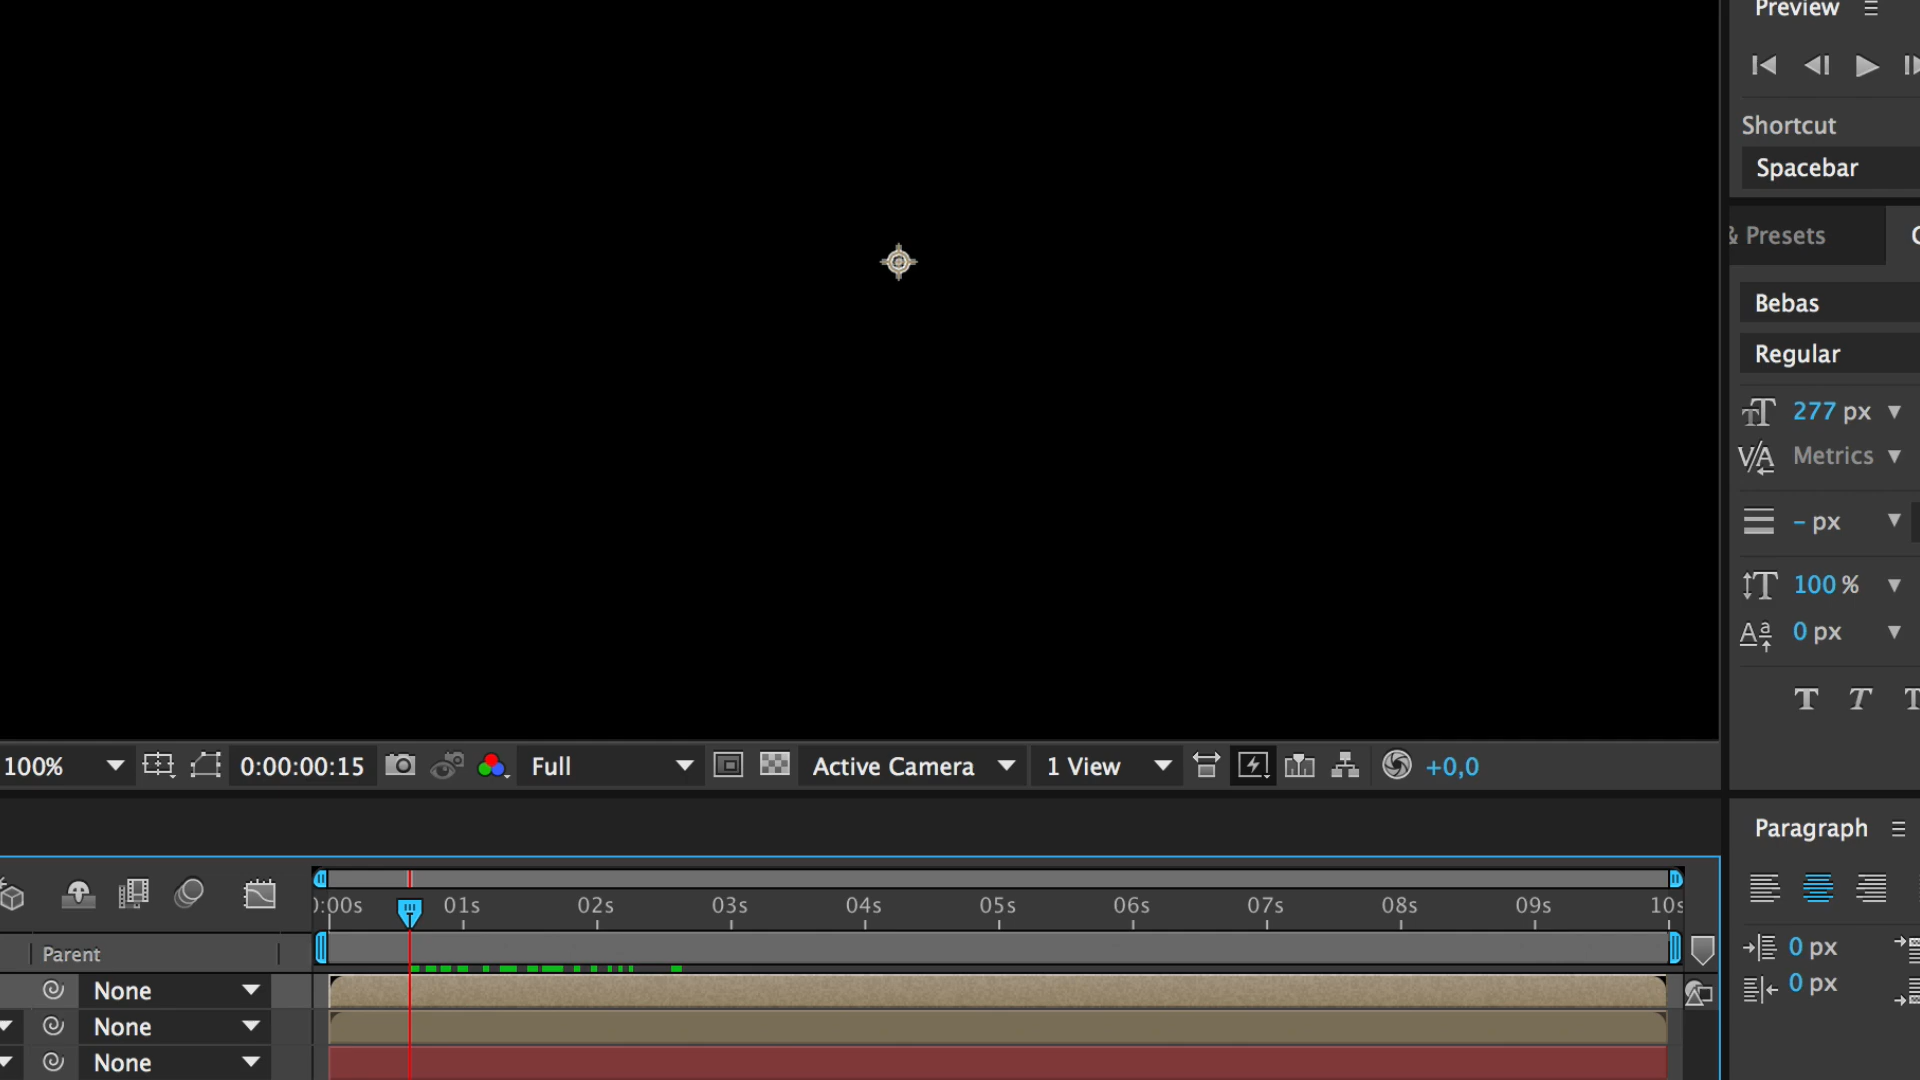 Preview
Shortcut
Spacebar
& Presets
Bebas
Regular
277 px
Metrics
- px
100 %
0 px
100%
0:00:00:15
Full
Active Camera
1 View
+0,0
Paragraph
0 px
0 px
):00s 01s 02s 03s 04s 05s 06s 07s 08s 09s 10s
Parent
None
None
None